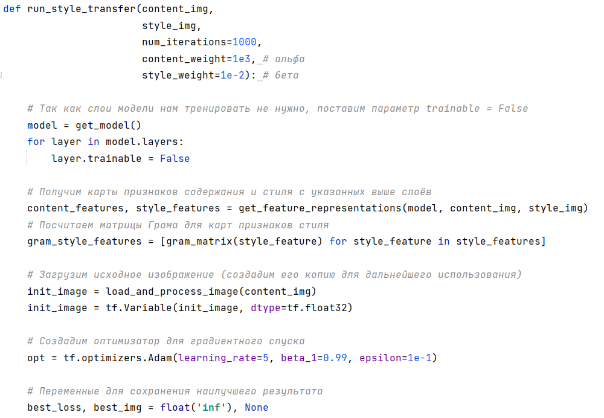 def run_style_transfer(content_img,
style_img,
num_iterations=1000,
content_weight=1e3, # альфа
style_weight=1e-2): # бета
# Так как слои модели нам тренировать не нужно, поставим параметр trainable = False
model = get_model()
for layer in model.layers:
layer.trainable = False
# Получим карты признаков содержания и стиля с указанных выше слоёв
content_features, style_features = get_feature_representations(model, content_img, style_img)
# Посчитаем матрицы Грама для карт признаков стиля
gram_style_features = [gram_matrix(style_feature) for style_feature in style_features]
# Загрузим исходное изображение (создадим его копию для дальнейшего использования)
init_image = load_and_process_image(content_img)
init_image = tf.Variable(init_image, dtype=tf.float32)
# Создадим оптимизатор для градиентного спуска
opt = tf.optimizers.Adam(learning_rate=5, beta_1=0.99, epsilon=1e-1)
# Переменные для сохранения наилучшего результата
best_loss, best_img = float('inf'), None